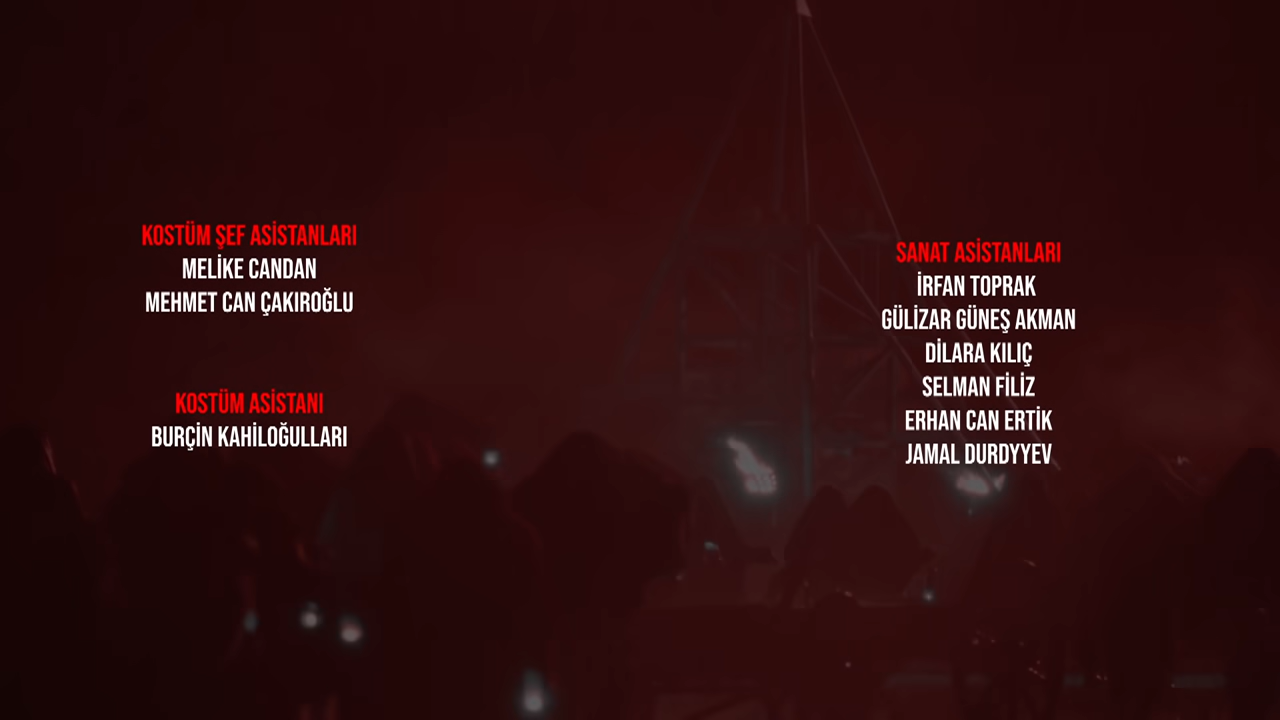 KOSTÜM ŞEF ASİSTANLARI
MELİKE CANDAN
MEHMET CAN ÇAKIROĞLU
KOSTÜM ASİSTANI
BURÇİN KAHİLOĞULLARI
SANAT ASİSTANLARI
İRFAN TOPRAK
GÜLİZAR GÜNEŞ AKMAN
DİLARA KILIÇ
SELMAN FİLİZ
ERHAN CAN ERTİK
JAMAL DURDYYEV